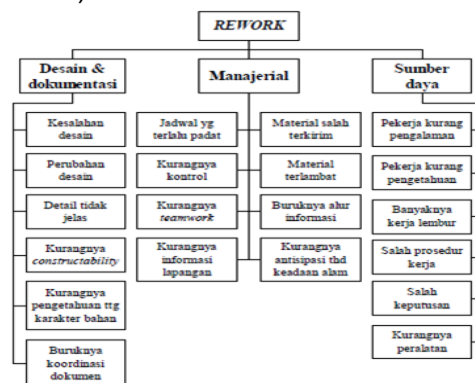 REWORK
Desain &
dokumentasi
Kesalahan
desain
Perubahan
desain
Detail tidak
jelas
Kurangnya
constructability
Kurangnya
pengetahuan ttg
karakter bahan
Buruknya
koordinasi
dokumen
Manajerial
Jadwal yg
terlalu padat
Material salah
terkirim
Kurangnya
kontrol
Material
terlambat
Kurangnya
teamwork
Buruknya alur
informasi
Kurangnya
informasi
lapangan
Kurangnya
antisipasi thd
keadaan alam
Sumber
daya
Pekerja kurang
pengalaman
Pekerja kurang
pengetahuan
Banyaknya
kerja lembur
Salah prosedur
kerja
Salah
keputusan
Kurangnya
peralatan